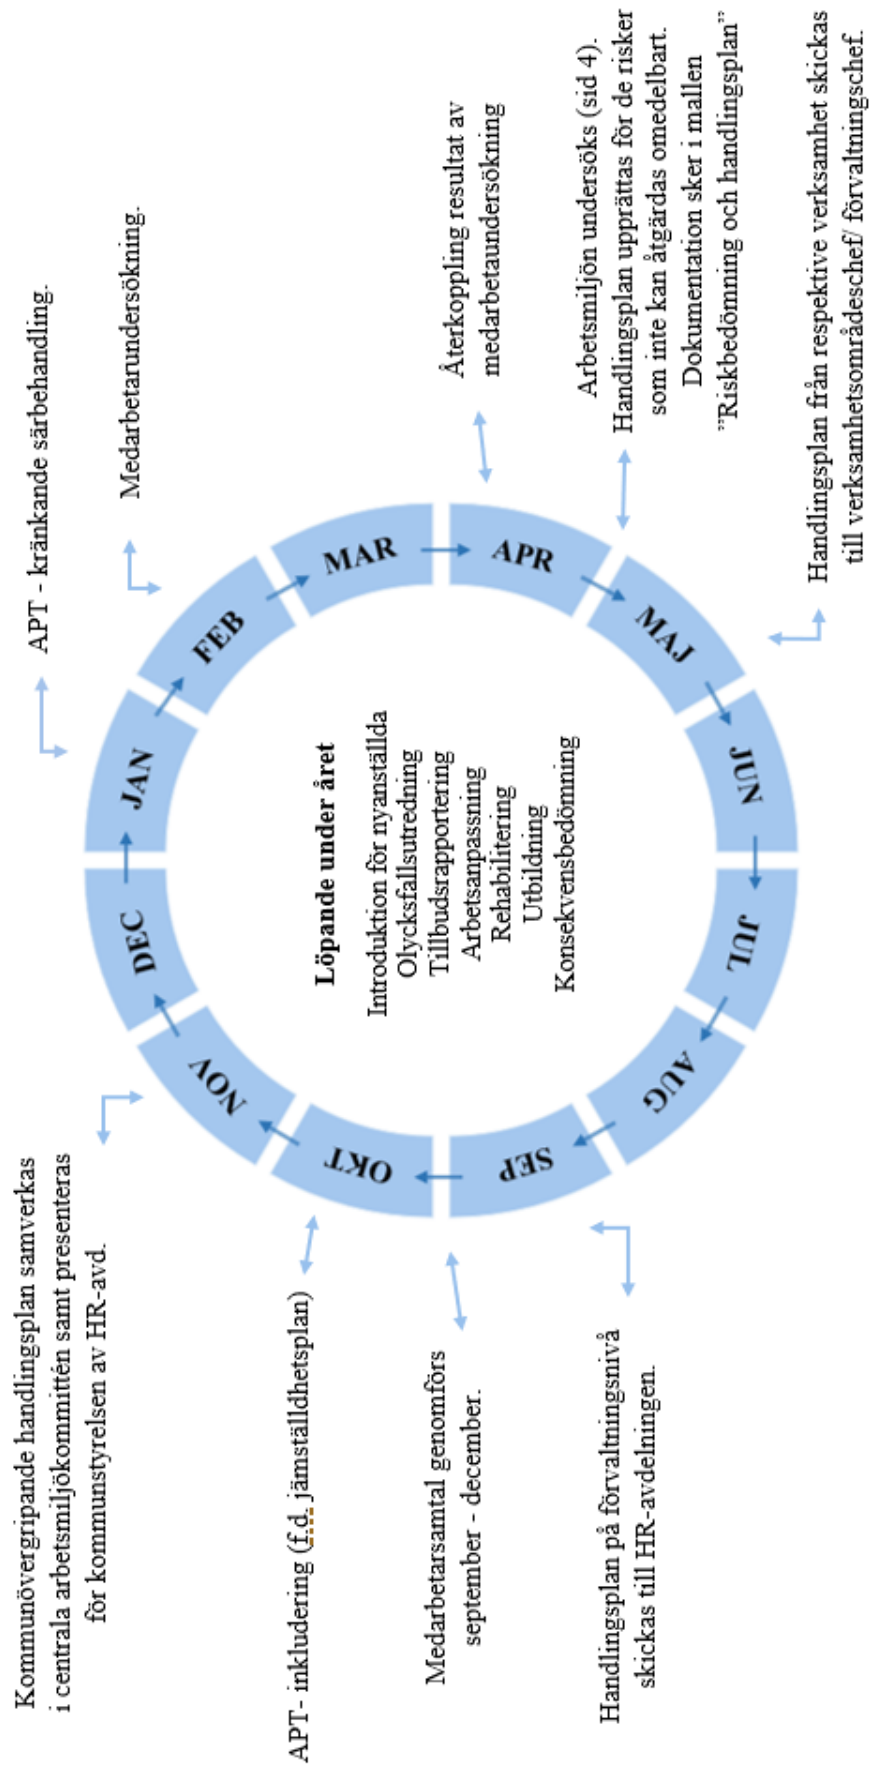 Kommunövergripande handlingsplan samverkas
i centrala arbetsmiljökommittén samt presenteras
för kommunstyrelsen av HR-avd.
APT - kränkande särbehandling.
Medarbetarundersökning.
Återkoppling resultat av
medarbetaundersökning
Arbetsmiljön undersöks (sid 4).
Handlingsplan upprättas för de risker
som inte kan åtgärdas omedelbart.
Dokumentation sker i mallen
”Riskbedömning och handlingsplan”
Handlingsplan från respektive verksamhet skickas
till verksamhetsområdeschef/ förvaltningschef.
Handlingsplan på förvaltningsnivå
skickas till HR-avdelningen.
Medarbetarsamtal genomförs
september - december.
APT- inkludering (f.d. jämställdhetsplan)
JAN
FEB
MAR
APR
MAJ
JUN
JUL
AUG
SEP
OKT
NOV
DEC
Löpande under året
Introduktion för nyanställda
Olycksfallsutredning
Tillbudsrapportering
Arbetsanpassning
Rehabilitering
Utbildning
Konsekvensbedömning